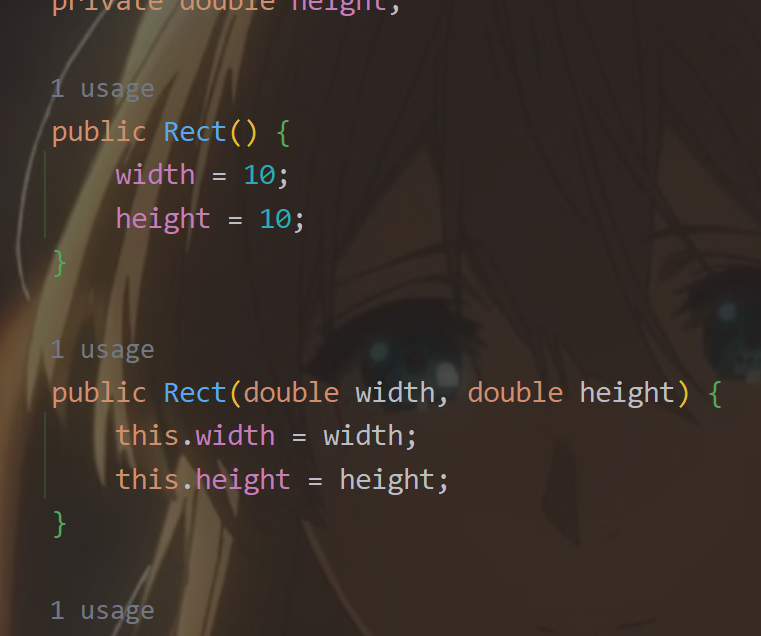 private double height;
1 usage
public Rect() {
width = 10;
height = 10;
}
1 usage
public Rect(double width, double height) {
this.width = width;
this.height = height;
}
1 usage